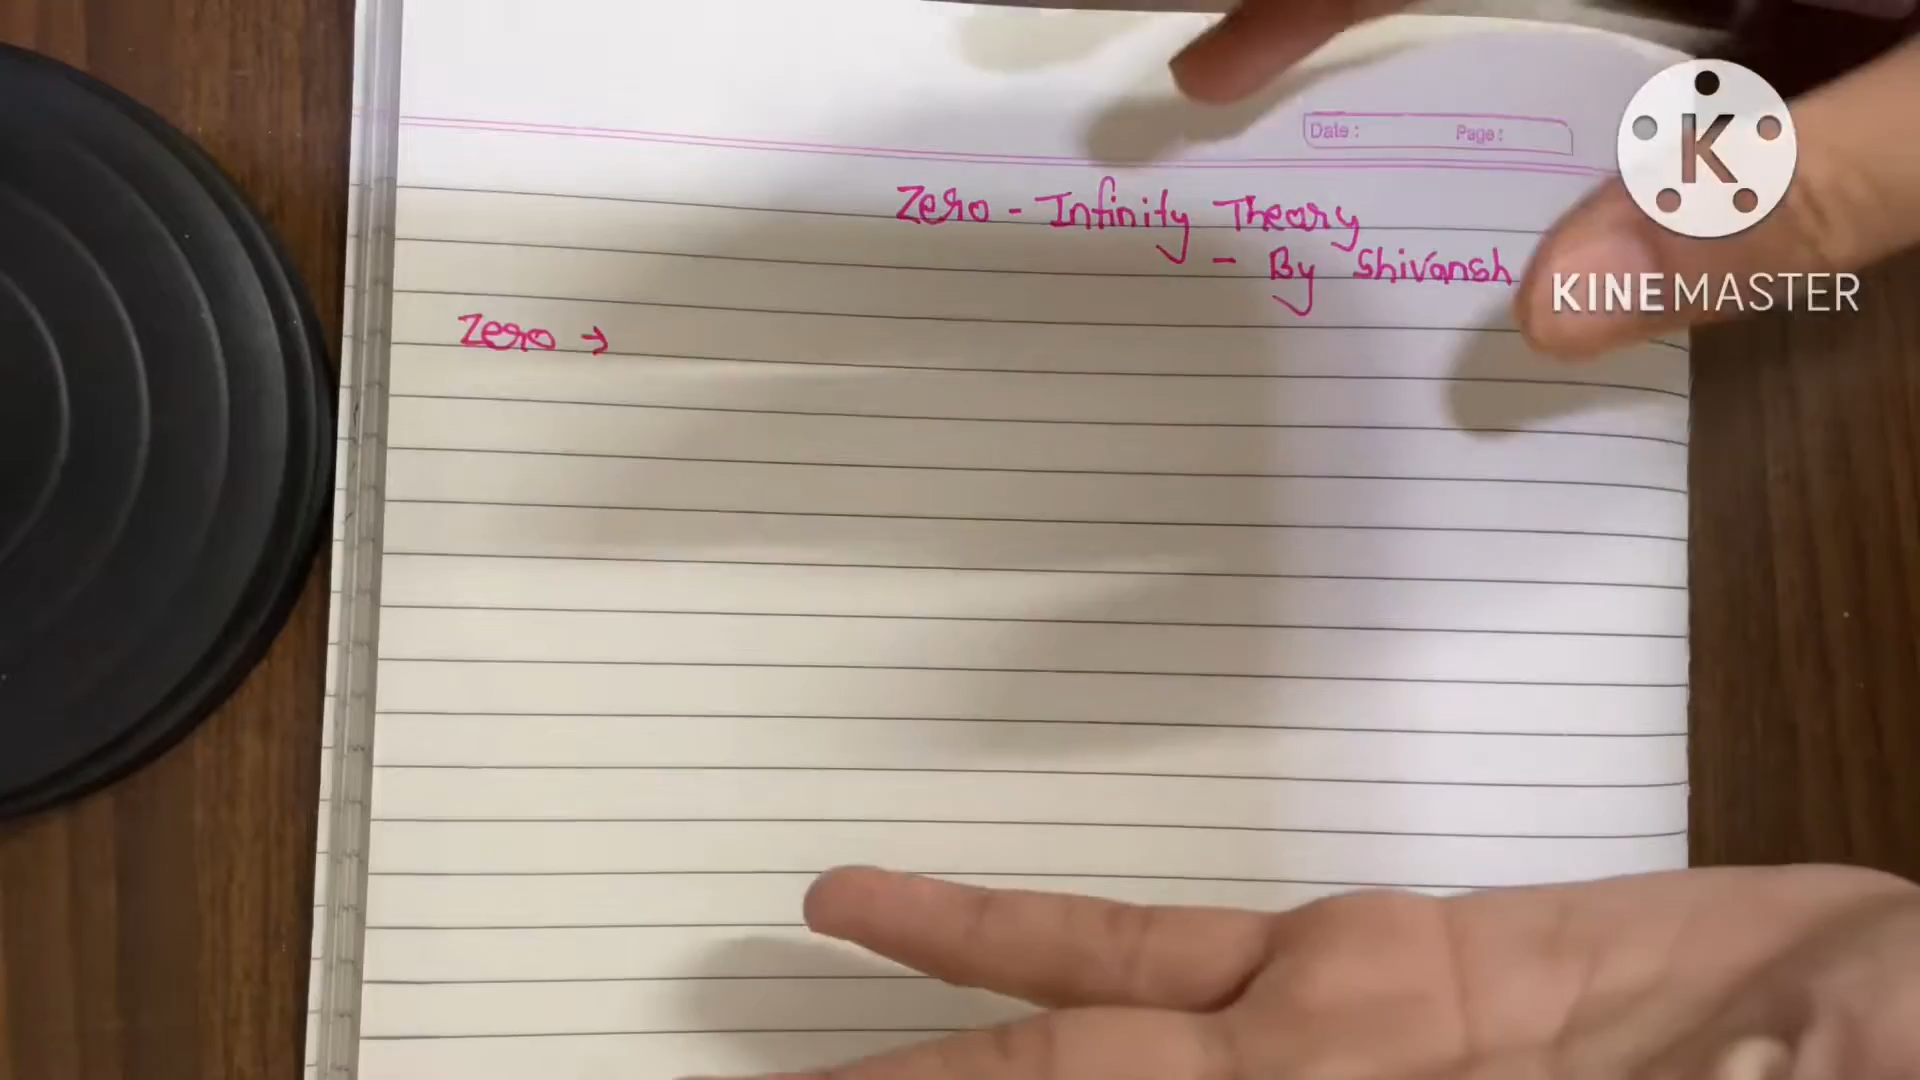 Date : Page :
Zero - Infinity Theory
- By Shivansh
Zero →
K
KINEMASTER